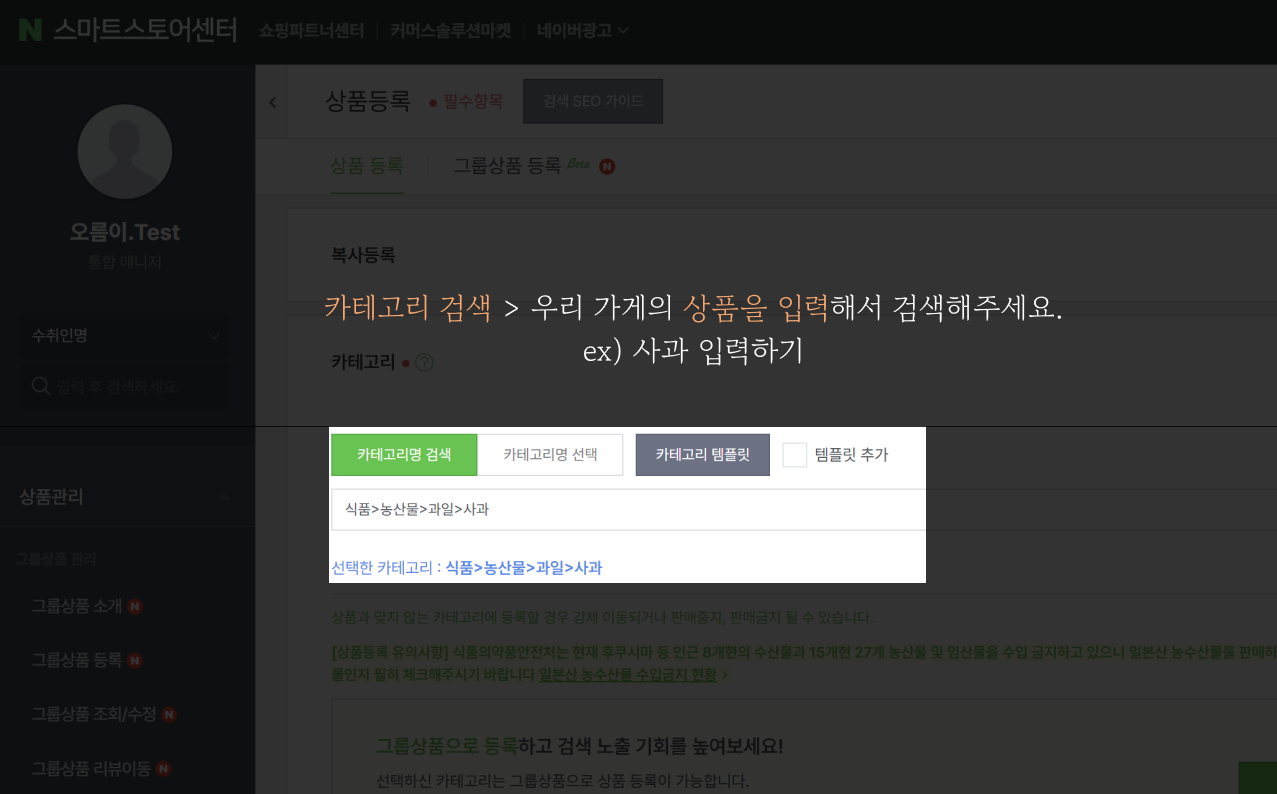 N 스마트스토어센터 쇼핑파트너센터 커머스솔루션마켓 네이버광고
상품등록 • 필수항목 검색 SEO 가이드
상품 등록 그룹상품 등록 Beta N
오름이.Test
통합 매니저
복사등록
카테고리 검색 > 우리 가게의 상품을 입력해서 검색해주세요.
수취인명
ex) 사과 입력하기
카테고리 • ?
입력 후 검색하세요
카테고리명 검색 카테고리명 선택 카테고리 템플릿 템플릿 추가
상품관리
식품>농산물>과일>사과
그룹상품 관리
선택한 카테고리 : 식품>농산물>과일>사과
그룹상품 소개 N
상품과 맞지 않는 카테고리에 등록할 경우 강제 이동되거나 판매중지, 판매금지 될 수 있습니다.
그룹상품 등록 N
[상품등록 유의사항] 식품의약품안전처는 현재 후쿠시마 등 인근 8개현의 수산물과 15개현 27개 농산물 및 임산물을 수입 금지하고 있으니 일본산 농수산물을 판매하
물인지 필히 체크해주시기 바랍니다 일본산 농수산물 수입금지 현황 >
그룹상품 조회/수정 N
그룹상품으로 등록하고 검색 노출 기회를 높여보세요!
그룹상품 리뷰이동 N
선택하신 카테고리는 그룹상품으로 상품 등록이 가능합니다.